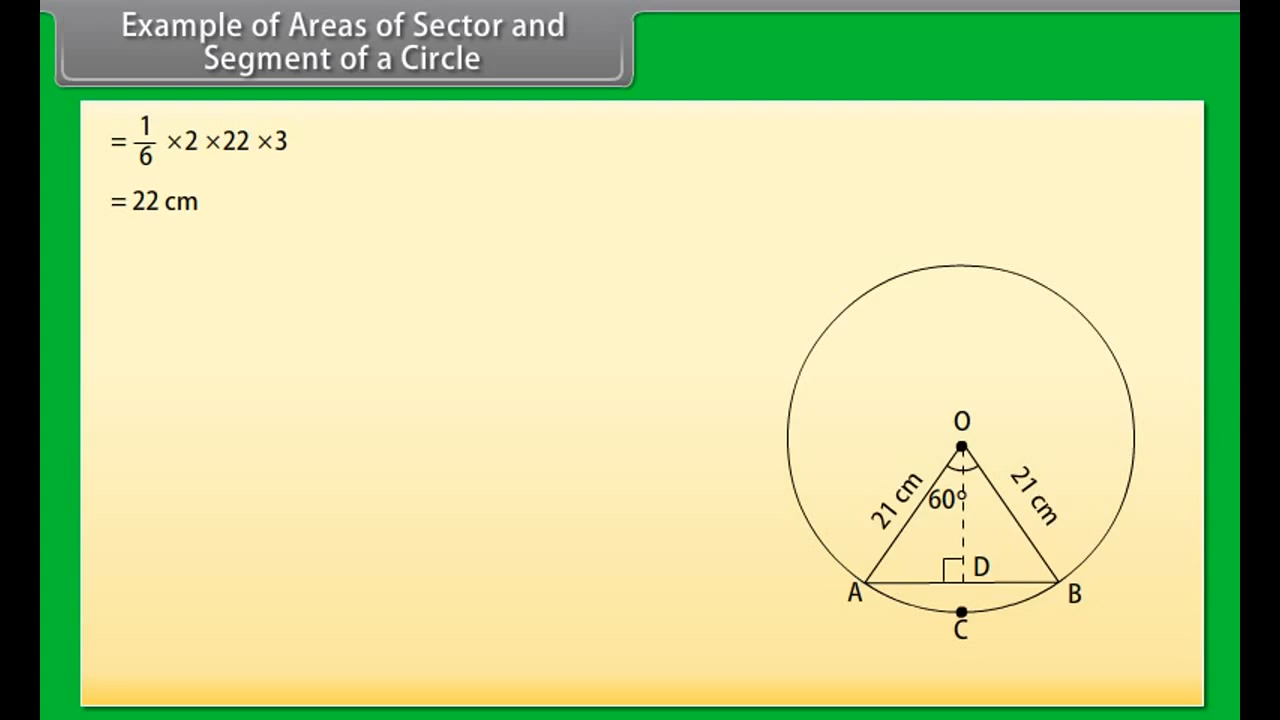 Example of Areas of Sector and
Segment of a Circle
= 1/6 ×2 ×22 ×3
= 22 cm
O
21 cm
60°
21 cm
D
A
B
C